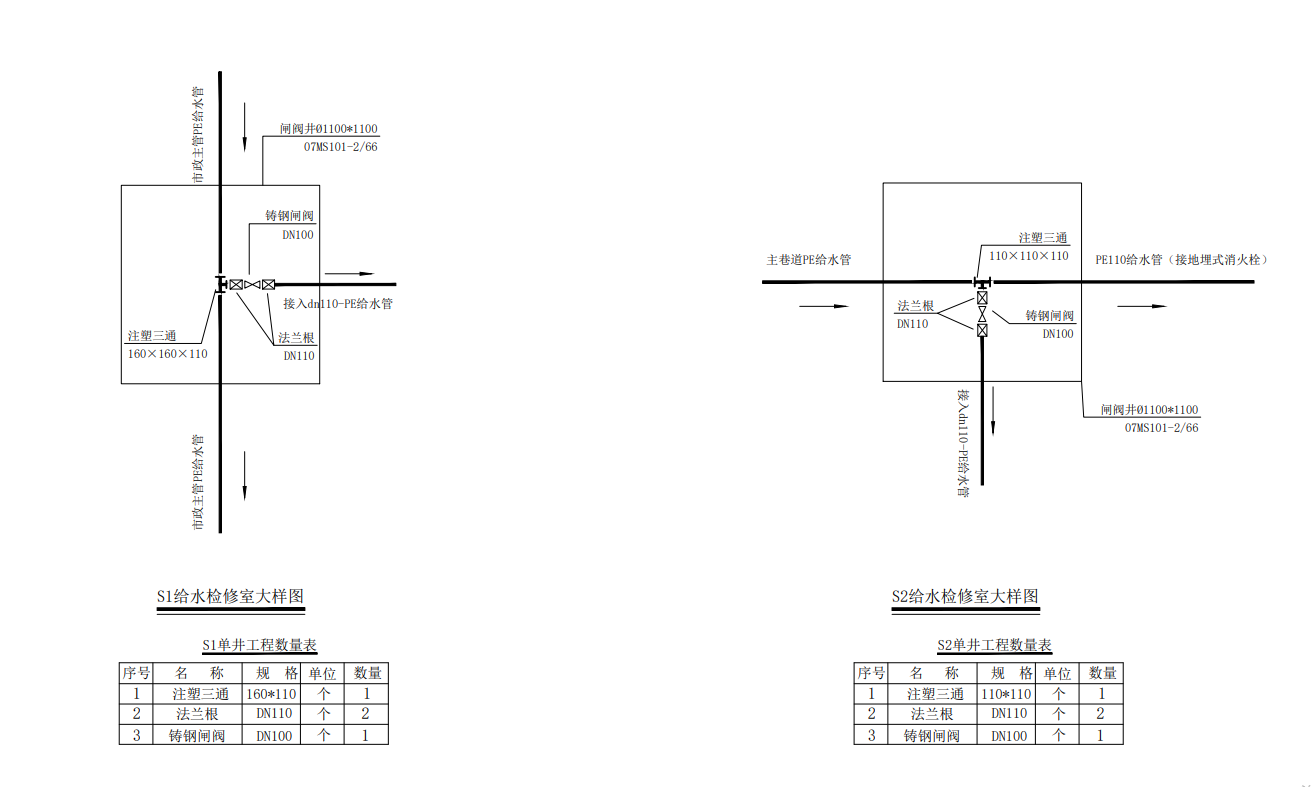 市政主管PE给水管
闸阀井Ø1100*1100
07MS101-2/66
铸钢闸阀
DN100
接入dn110-PE给水管
注塑三通
160×160×110
法兰根
DN110
市政主管PE给水管
S1给水检修室大样图
S1单井工程数量表
序号 名 称 规 格 单位 数量
1 注塑三通 160*110 个 1
2 法兰根 DN110 个 2
3 铸钢闸阀 DN100 个 1
主巷道PE给水管
注塑三通
110×110×110
PE110给水管（接地埋式消火栓）
法兰根
DN110
铸钢闸阀
DN100
接入dn110-PE给水管
闸阀井Ø1100*1100
07MS101-2/66
S2给水检修室大样图
S2单井工程数量表
序号 名 称 规 格 单位 数量
1 注塑三通 110*110 个 1
2 法兰根 DN110 个 2
3 铸钢闸阀 DN100 个 1